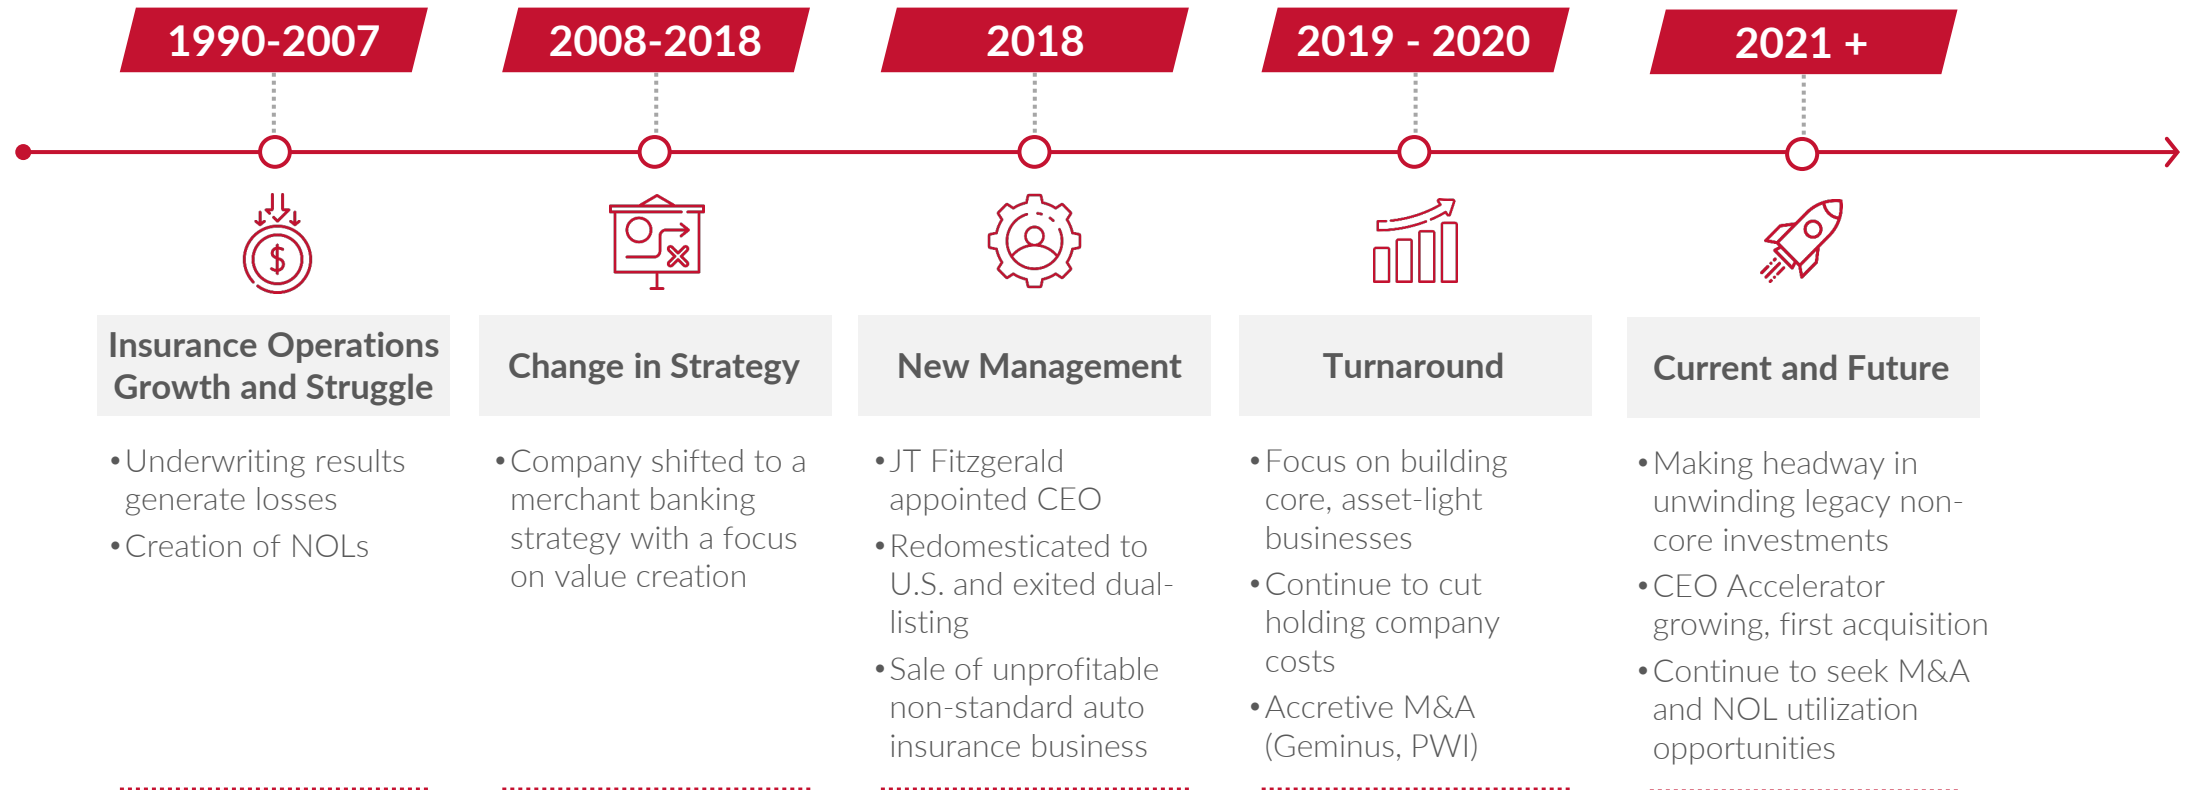 1990-2007
2008-2018
2018
2019 - 2020
2021 +
$
Insurance Operations
Growth and Struggle
• Underwriting results
generate losses
• Creation of NOLs
Change in Strategy
• Company shifted to a
merchant banking
strategy with a focus
on value creation
New Management
• JT Fitzgerald
appointed CEO
• Redomesticated to
U.S. and exited dual-
listing
• Sale of unprofitable
non-standard auto
insurance business
Turnaround
• Focus on building
core, asset-light
businesses
• Continue to cut
holding company
costs
• Accretive M&A
(Geminus, PWI)
Current and Future
• Making headway in
unwinding legacy non-
core investments
• CEO Accelerator
growing, first acquisition
• Continue to seek M&A
and NOL utilization
opportunities